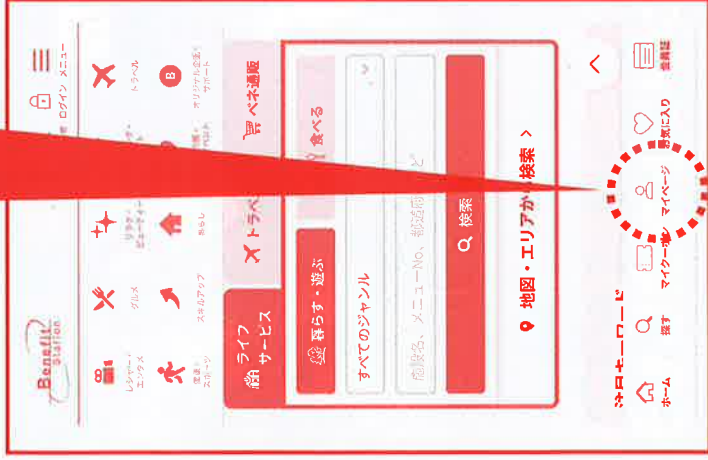 Benefit Station
ログイン
メニュー
レジャー・エンタメ
グルメ
リラク・ビューティー
トラベル
健康・スポーツ
スキルアップ
暮らし
オリジナル企画・サポート
ライフサービス
トラベ
ベネ通販
暮らす・遊ぶ
食べる
すべてのジャンル
施設名、メニューNo、都道府
ど
検索
地図・エリアか
検索 >
注目キーワード
ホーム
探す
マイクーポン
マイページ
お気に入り
会員証